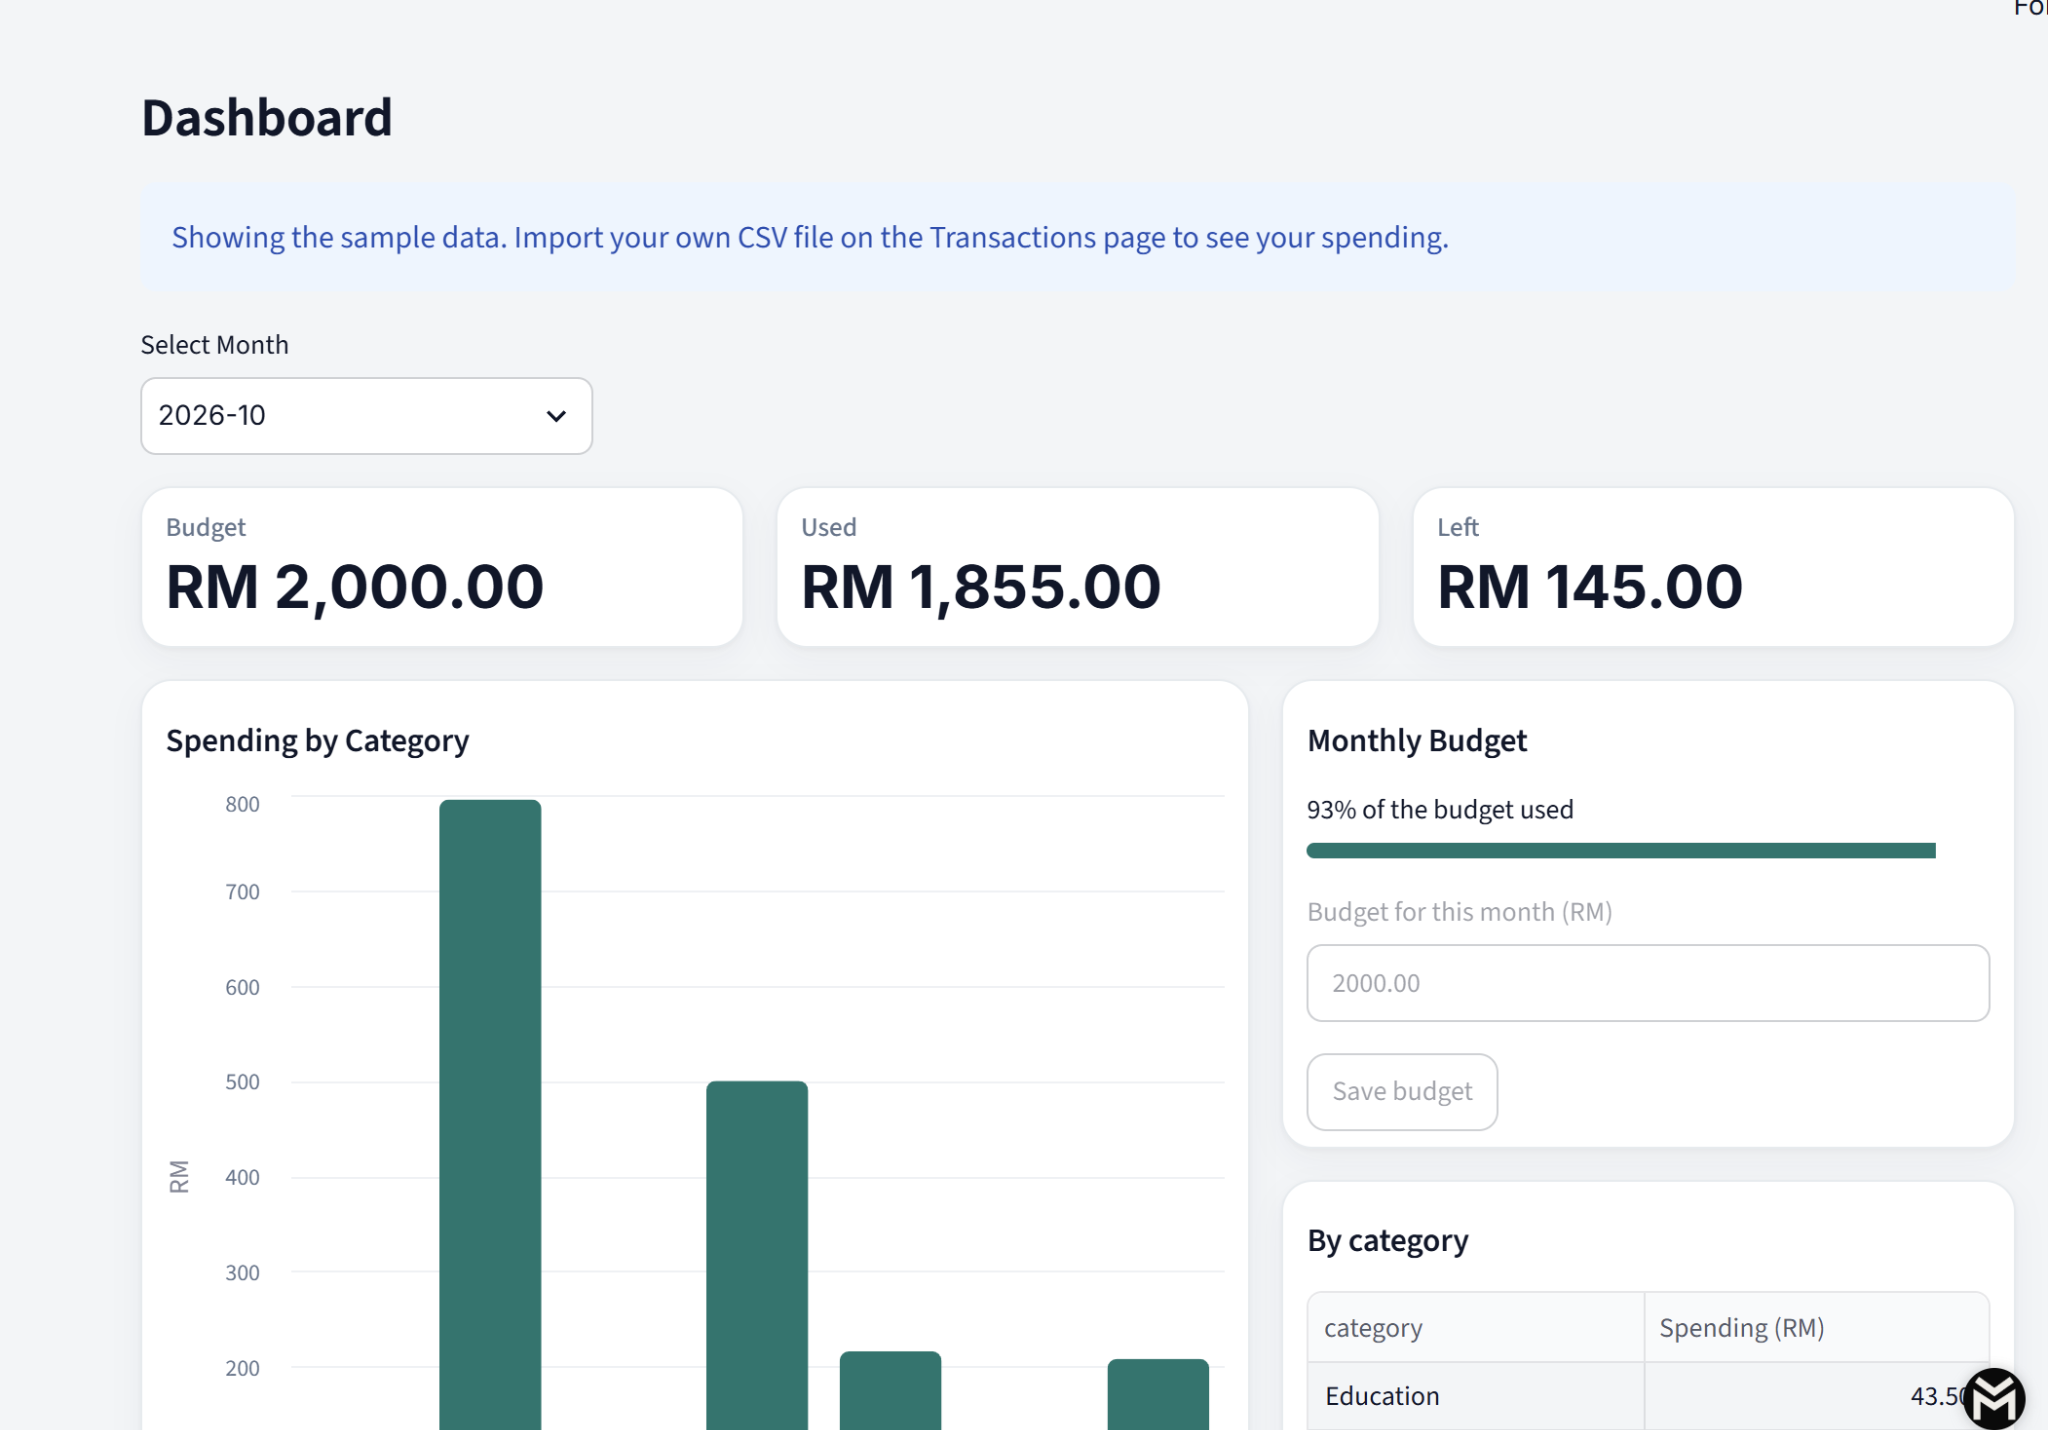 Dashboard
Showing the sample data. Import your own CSV file on the Transactions page to see your spending.
Select Month
2026-10
Budget
RM 2,000.00
Used
RM 1,855.00
Left
RM 145.00
Spending by Category
800
700
600
500
400
300
200
RM
Monthly Budget
93% of the budget used
Budget for this month (RM)
2000.00
Save budget
By category
category
Spending (RM)
Education